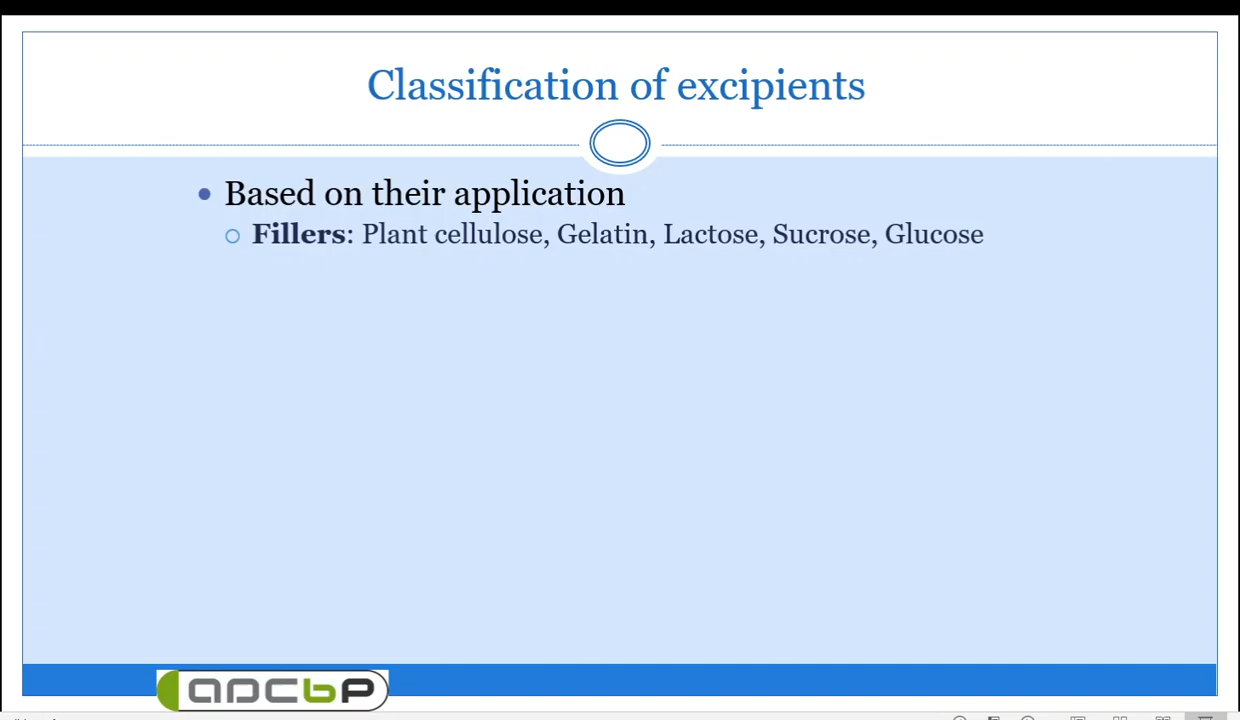 Classification of excipients
Based on their application
Fillers: Plant cellulose, Gelatin, Lactose, Sucrose, Glucose